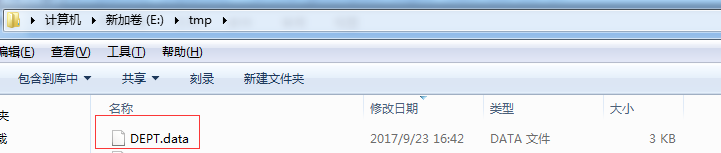 计算机 新加卷 (E:) tmp
编辑(E) 查看(V) 工具(T) 帮助(H)
包含到库中 共享 刻录 新建文件夹
名称 修改日期 类型 大小
夹
DEPT.data 2017/9/23 16:42 DATA 文件 3 KB
载